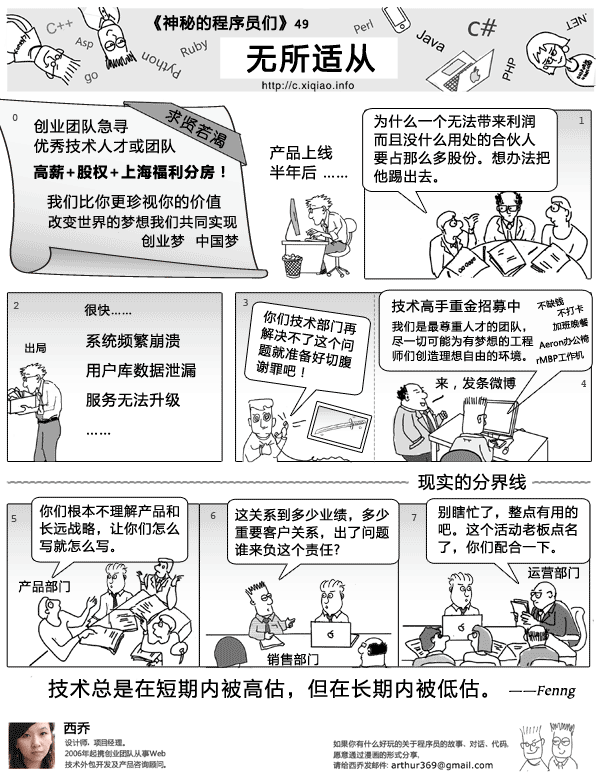 《神秘的程序员们》49
C++
Asp
go
Python
Ruby
Perl
Java
C#
PHP
.NET
无所适从
http://c.xiqiao.info
0
求贤若渴
创业团队急寻
优秀技术人才或团队
高薪+股权+上海福利分房！
我们比你更珍视你的价值
改变世界的梦想我们共同实现
创业梦 中国梦
产品上线
半年后 ……
1
为什么一个无法带来利润
而且没什么用处的合伙人
要占那么多股份。想办法把
他踢出去。
2
很快……
出局
系统频繁崩溃
用户库数据泄漏
服务无法升级
……
3
你们技术部门再
解决不了这个问
题就准备好切腹
谢罪吧！
技术高手重金招募中
我们是最尊重人才的团队，
尽一切可能为有梦想的工程
师们创造理想自由的环境。
不缺钱
不打卡
加班晚餐
Aeron办公椅
rMBP工作机
4
来，发条微博
现实的分界线
5
你们根本不理解产品和
长远战略，让你们怎么
写就怎么写。
产品部门
6
这关系到多少业绩，多少
重要客户关系，出了问题
谁来负这个责任？
销售部门
7
别瞎忙了，整点有用的
吧。这个活动老板点名
了，你们配合一下。
运营部门
技术总是在短期内被高估，但在长期内被低估。 ——Fenng
西乔
设计师，项目经理。
2006年起携创业团队从事Web
技术外包开发及产品咨询顾问。
如果你有什么好玩的关于程序员的故事、对话、代码，
愿意通过漫画的形式分享，
请给西乔发邮件: arthur369@gmail.com